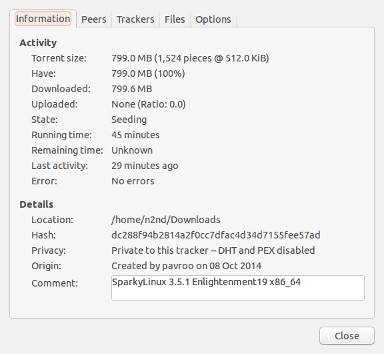 Information Peers Trackers Files Options
Activity
Torrent size: 799.0 MB (1,524 pieces @ 512.0 KiB)
Have: 799.0 MB (100%)
Downloaded: 799.6 MB
Uploaded: None (Ratio: 0.0)
State: Seeding
Running time: 45 minutes
Remaining time: Unknown
Last activity: 29 minutes ago
Error: No errors
Details
Location: /home/n2nd/Downloads
Hash: dc288f94b2814a2f0cc7dfac4d34d7155fee57ad
Privacy: Private to this tracker -- DHT and PEX disabled
Origin: Created by pavroo on 08 Oct 2014
Comment: SparkyLinux 3.5.1 Enlightenment19 x86_64
Close